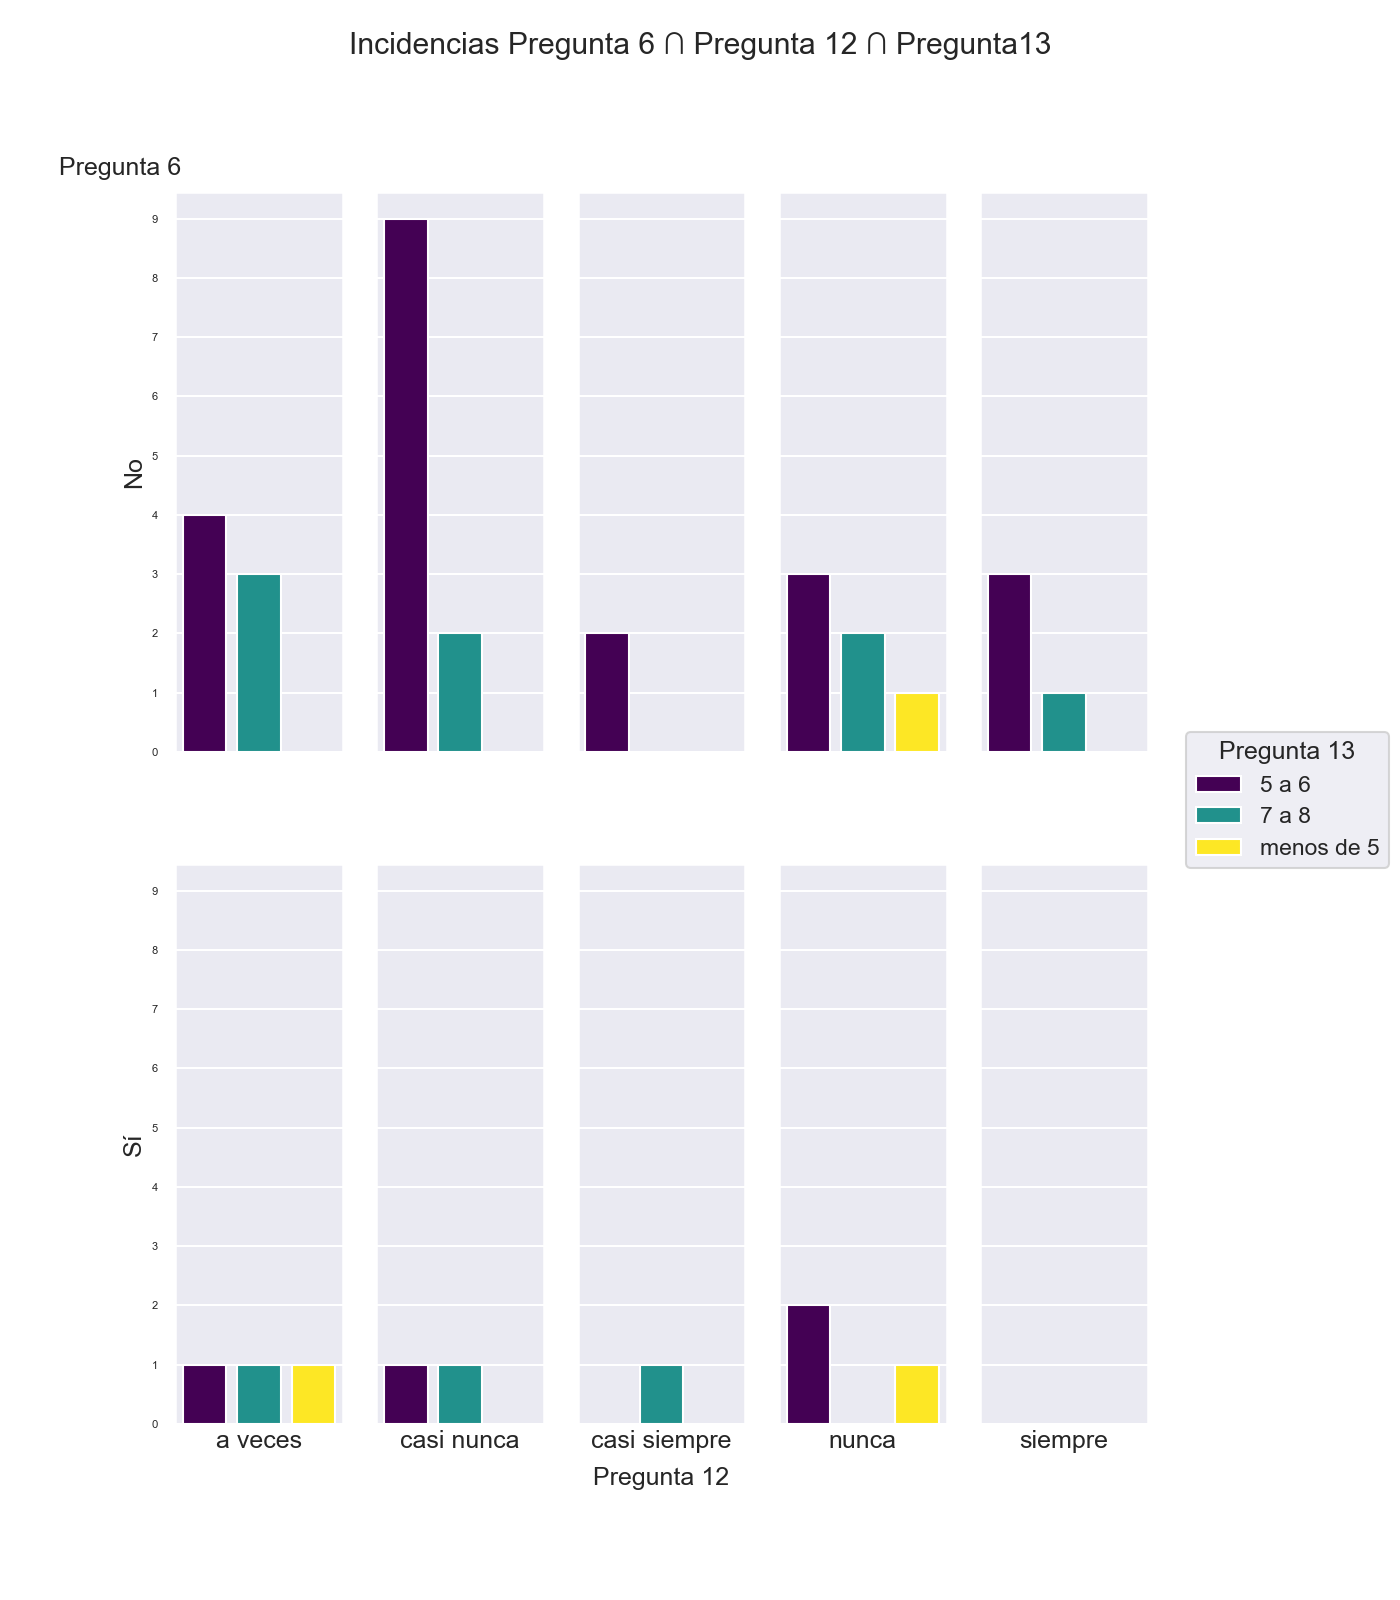 Incidencias Pregunta 6 ∩ Pregunta 12 ∩ Pregunta13
Pregunta 6
9
8
7
6
5
4
3
2
1
0
No
Pregunta 13
5 a 6
7 a 8
menos de 5
9
8
7
6
5
4
3
2
1
0
Sí
a veces casi nunca casi siempre nunca siempre
Pregunta 12